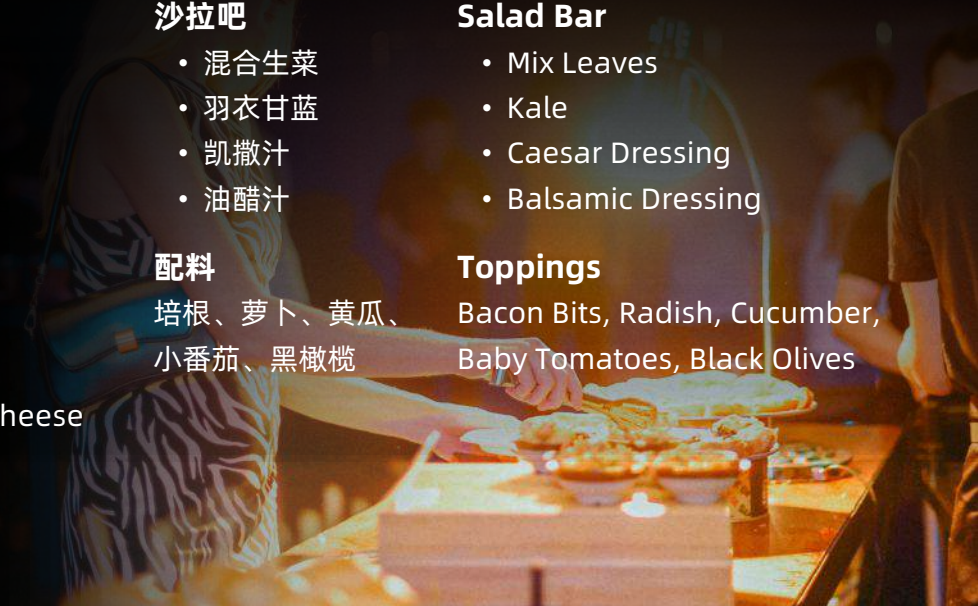 沙拉吧
• 混合生菜
• 羽衣甘蓝
• 凯撒汁
• 油醋汁
配料
培根、萝卜、黄瓜、
小番茄、黑橄榄
Salad Bar
• Mix Leaves
• Kale
• Caesar Dressing
• Balsamic Dressing
Toppings
Bacon Bits, Radish, Cucumber,
Baby Tomatoes, Black Olives
heese